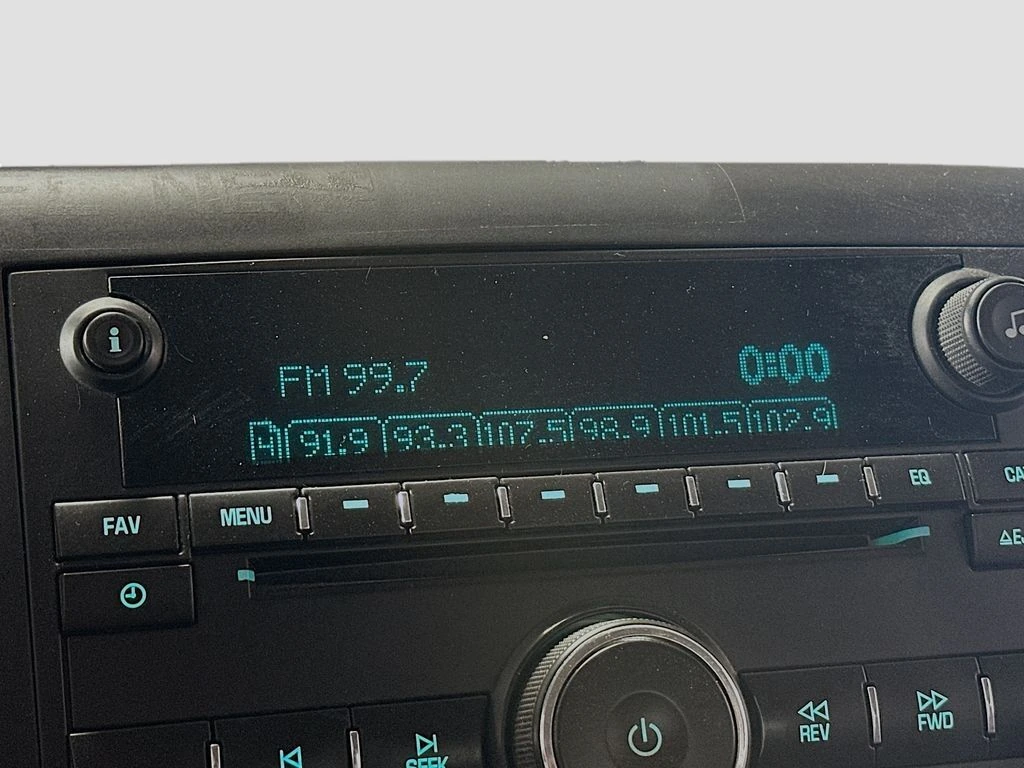 i
FM 99.7 0:00
A 91.9 93.3 107.5 98.9 101.5 102.9
FAV MENU EQ
REV FWD
SEEK